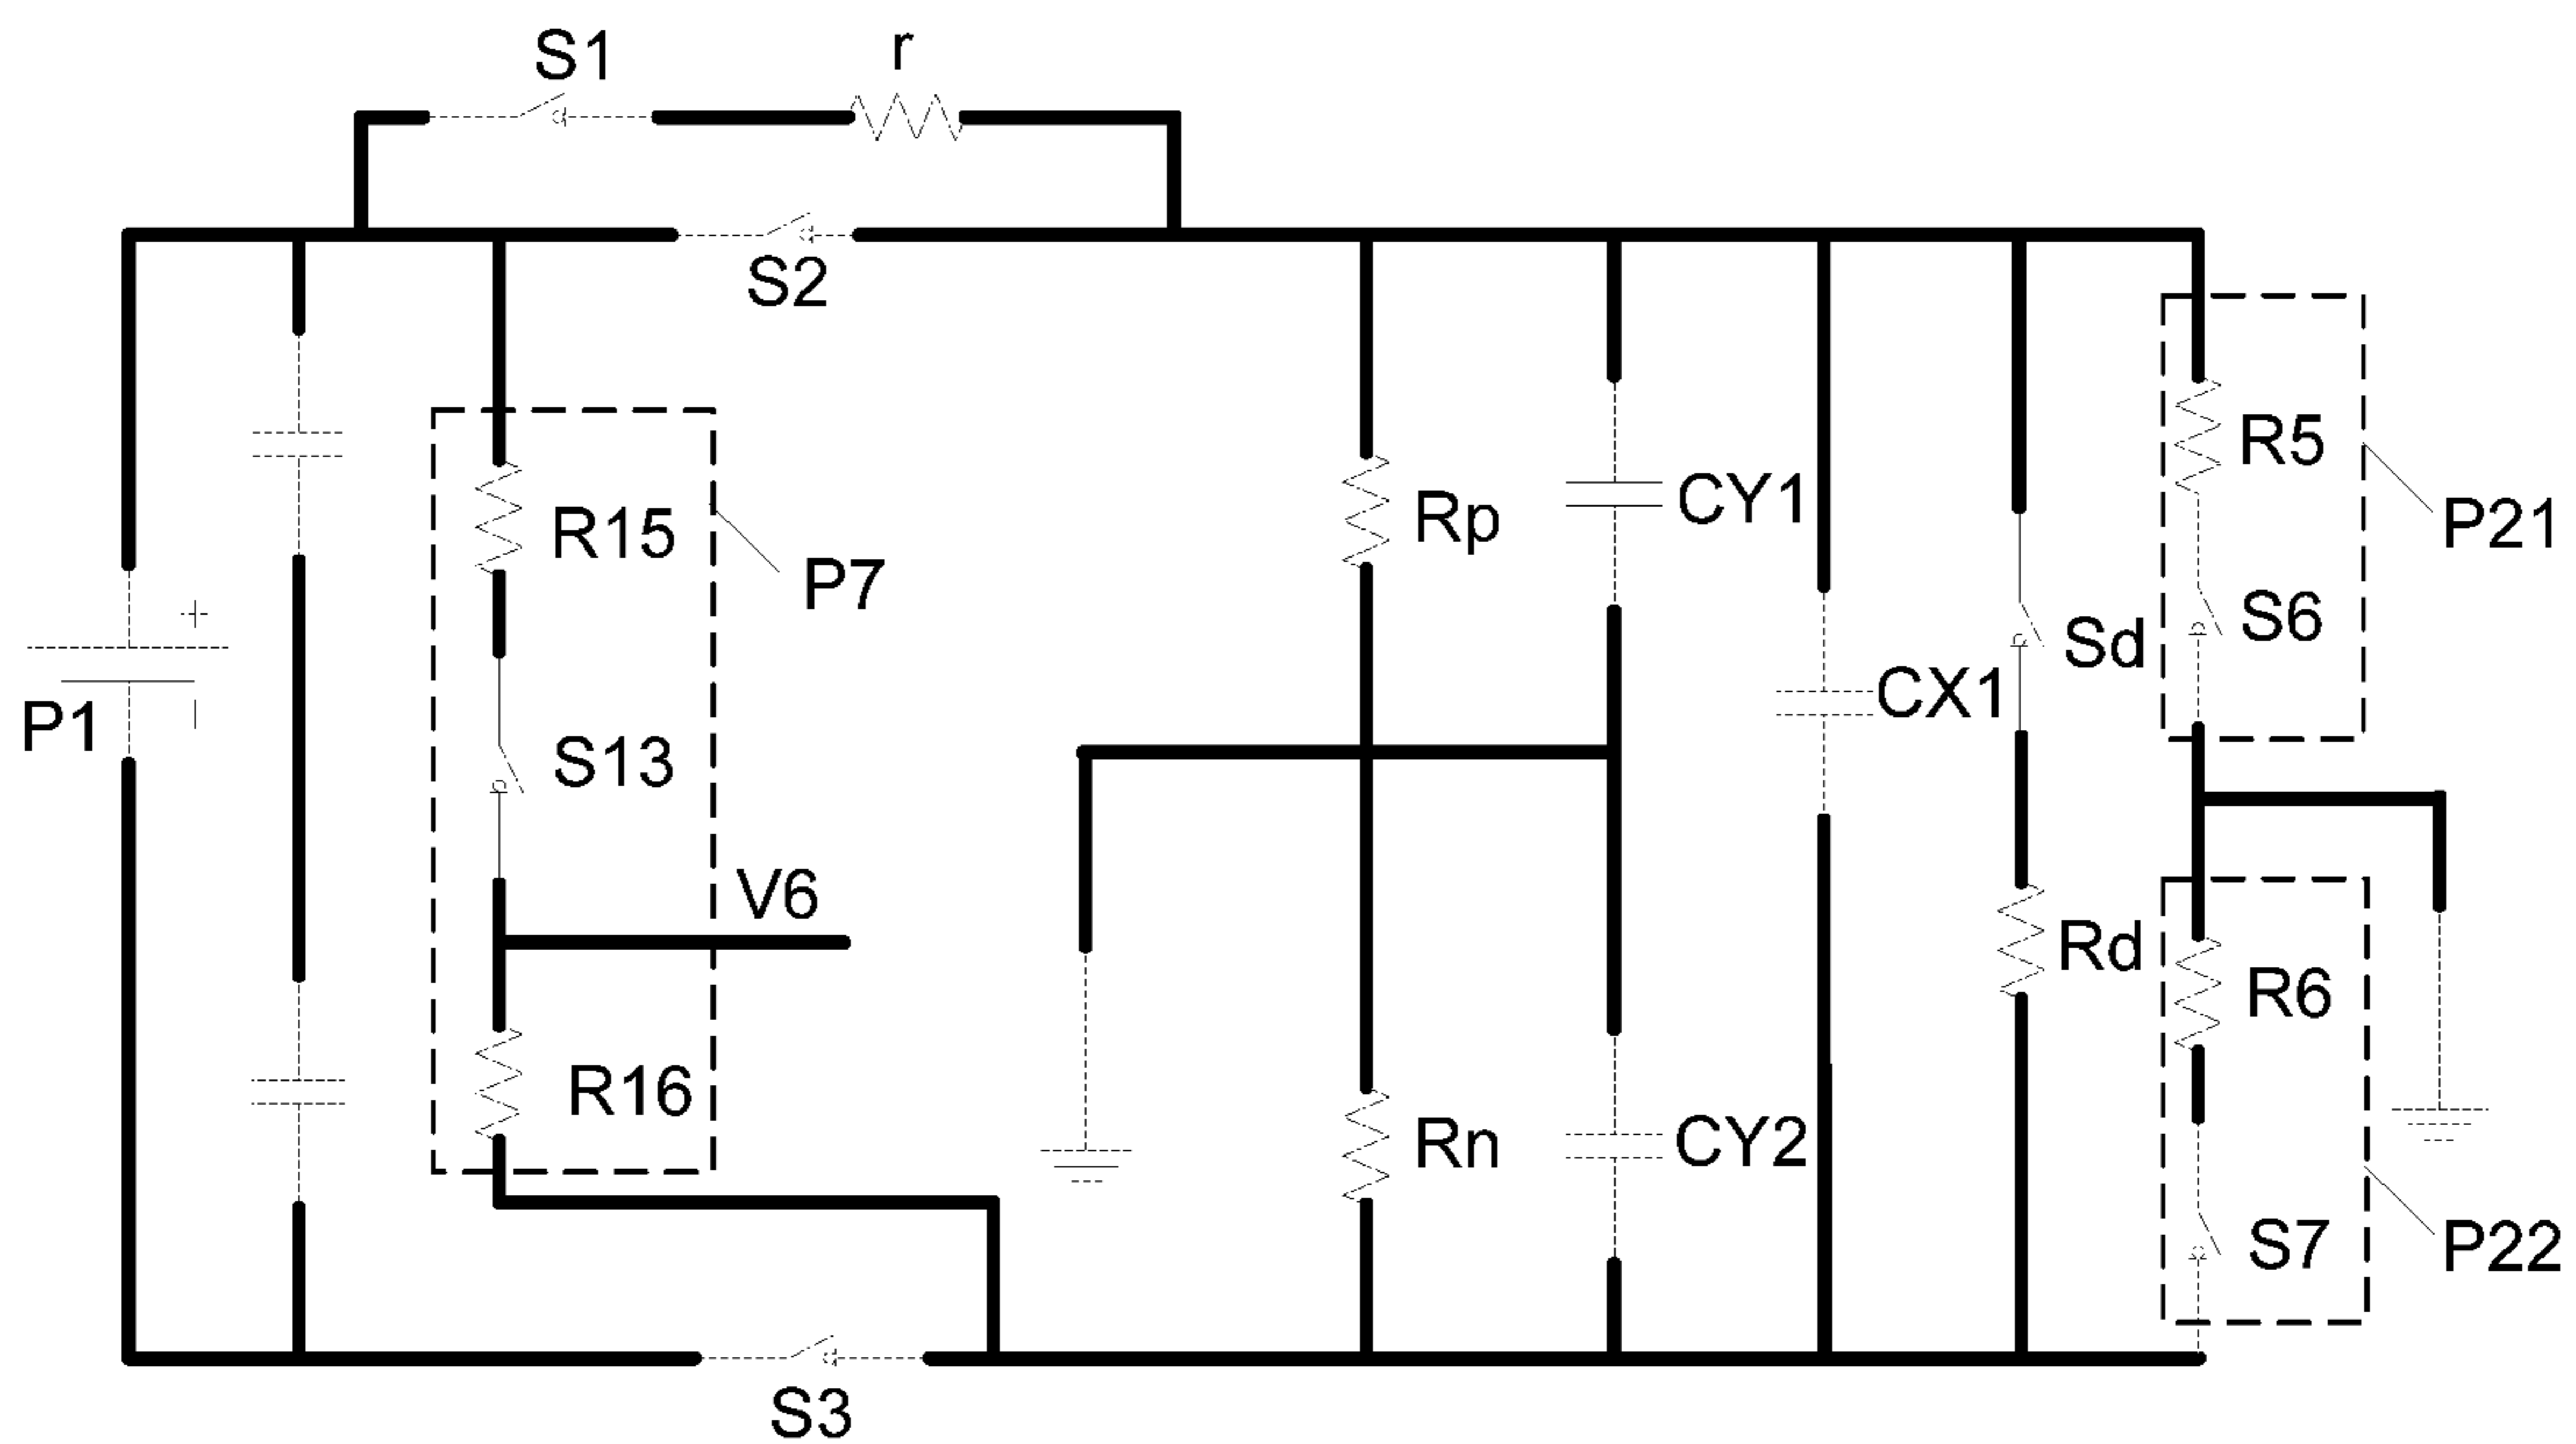 S1
r
S2
R5
P21
R15
Rp
CY1
P7
S6
Sd
CX1
P1
+
-
S13
V6
Rd
R6
R16
Rn
CY2
S7
P22
S3